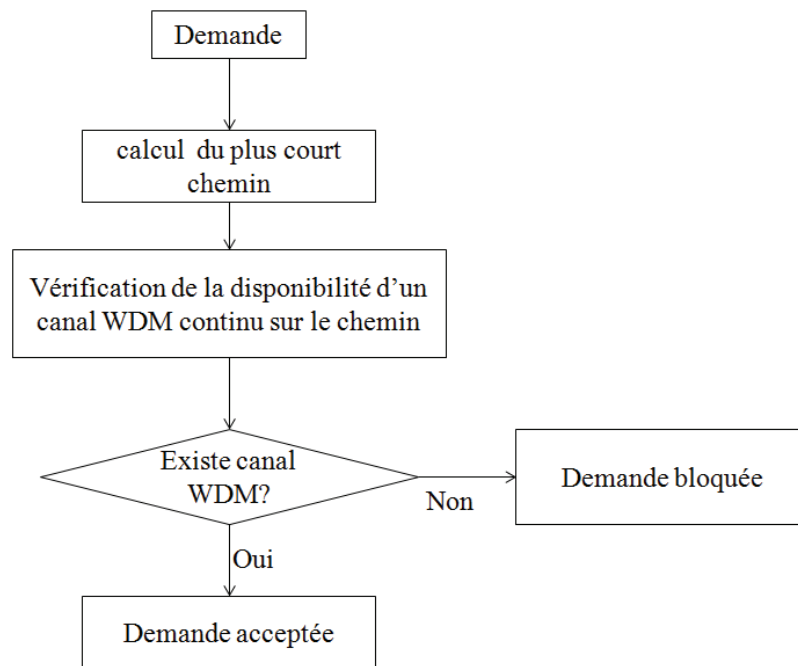 Demande
calcul du plus court
chemin
Vérification de la disponibilité d’un
canal WDM continu sur le chemin
Existe canal
WDM?
Non
Demande bloquée
Oui
Demande acceptée